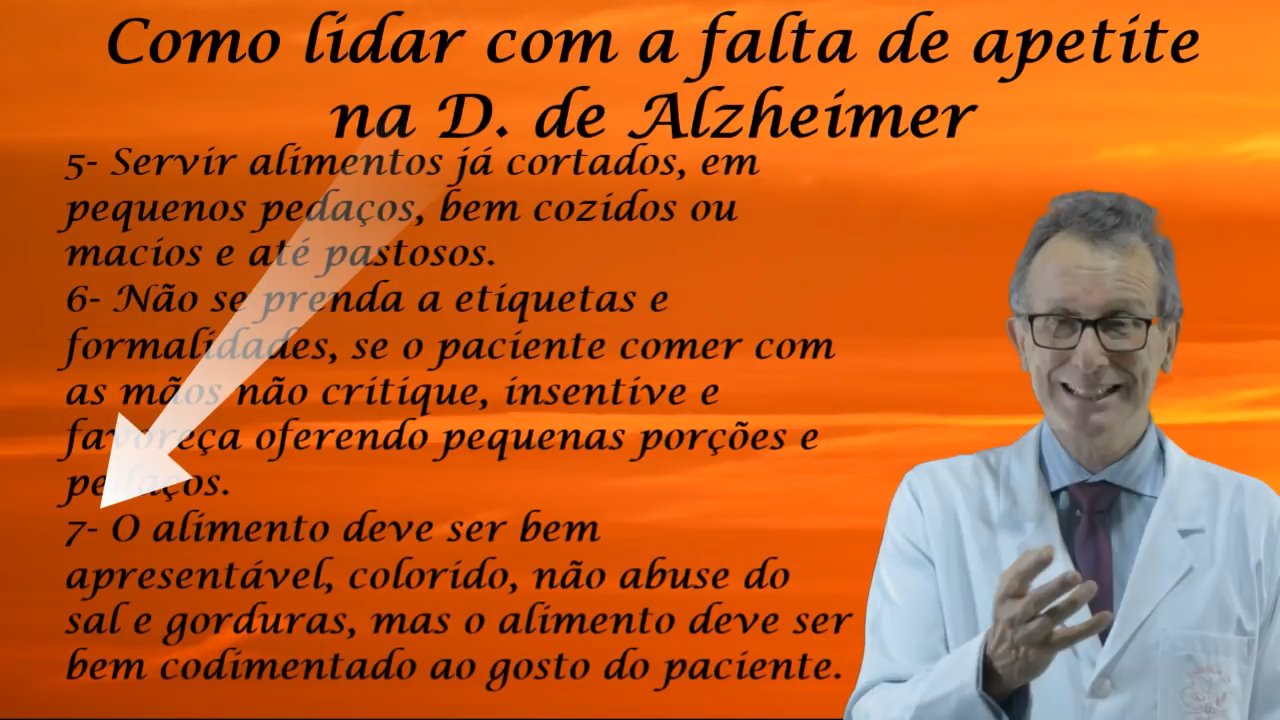 Como lidar com a falta de apetite
na D. de Alzheimer
5- Servir alimentos já cortados, em
pequenos pedaços, bem cozidos ou
macios e até pastosos.
6- Não se prenda a etiquetas e
formalidades, se o paciente comer com
as mãos não critique, insentive e
favoreça oferendo pequenas porções e
pedaços.
7- O alimento deve ser bem
apresentável, colorido, não abuse do
sal e gorduras, mas o alimento deve ser
bem codimentado ao gosto do paciente.